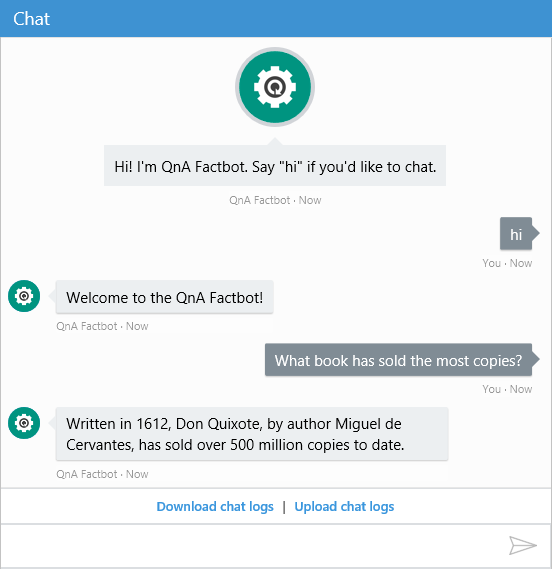 Chat
Hi! I'm QnA Factbot. Say "hi" if you'd like to chat.
QnA Factbot · Now
hi
You · Now
Welcome to the QnA Factbot!
QnA Factbot · Now
What book has sold the most copies?
You · Now
Written in 1612, Don Quixote, by author Miguel de
Cervantes, has sold over 500 million copies to date.
QnA Factbot · Now
Download chat logs | Upload chat logs